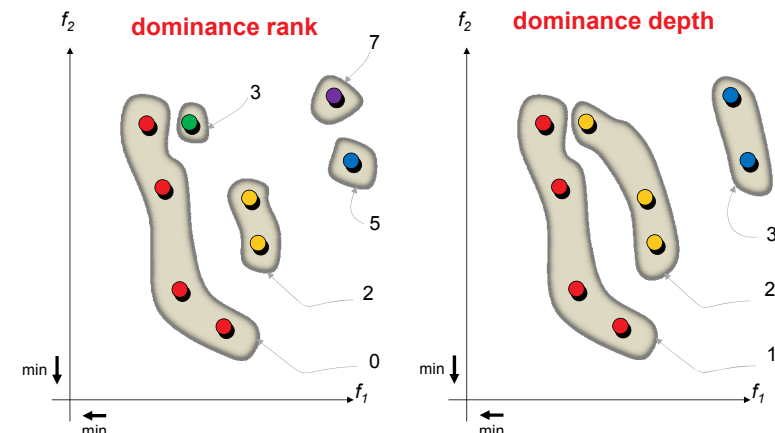 dominance rank
f2
7
3
5
2
0
min
f1
min
dominance depth
f2
3
2
1
min
f1
min